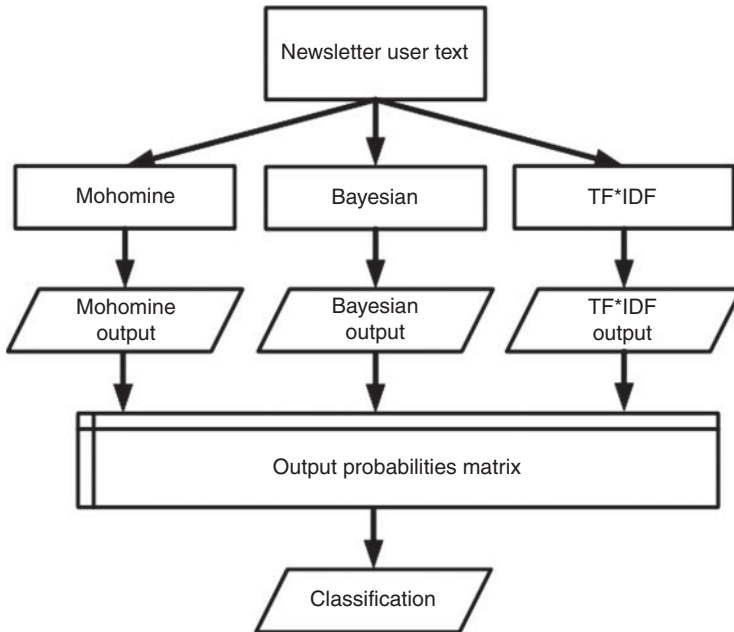 Newsletter user text
Mohomine
Bayesian
TF*IDF
Mohomine
output
Bayesian
output
TF*IDF
output
Output probabilities matrix
Classification